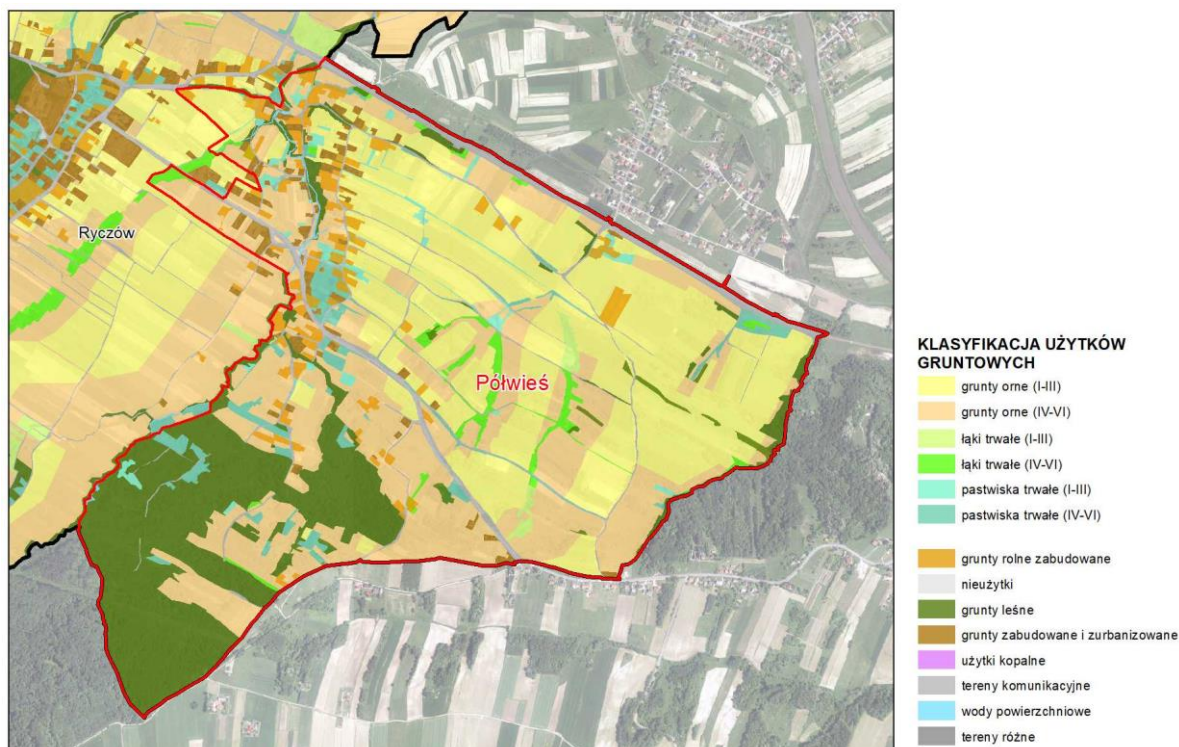 Ryczów
Półwieś
KLASYFIKACJA UŻYTKÓW
GRUNTOWYCH
grunty orne (I-III)
grunty orne (IV-VI)
łąki trwałe (I-III)
łąki trwałe (IV-VI)
pastwiska trwałe (I-III)
pastwiska trwałe (IV-VI)
grunty rolne zabudowane
nieużytki
grunty leśne
grunty zabudowane i zurbanizowane
użytki kopalne
tereny komunikacyjne
wody powierzchniowe
tereny różne